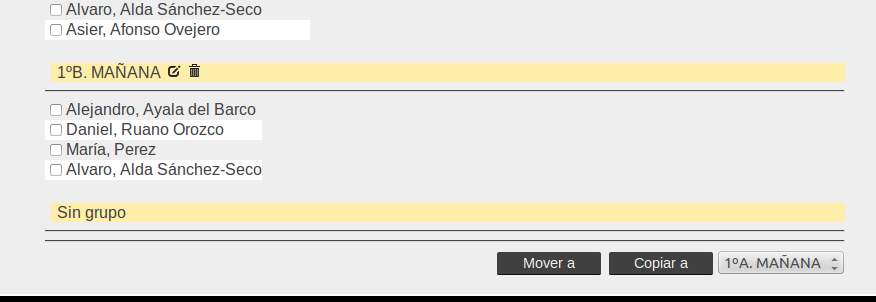 Alvaro, Alda Sánchez-Seco
Asier, Afonso Ovejero
1ºB. MAÑANA
Alejandro, Ayala del Barco
Daniel, Ruano Orozco
María, Perez
Alvaro, Alda Sánchez-Seco
Sin grupo
Mover a Copiar a 1ºA. MAÑANA